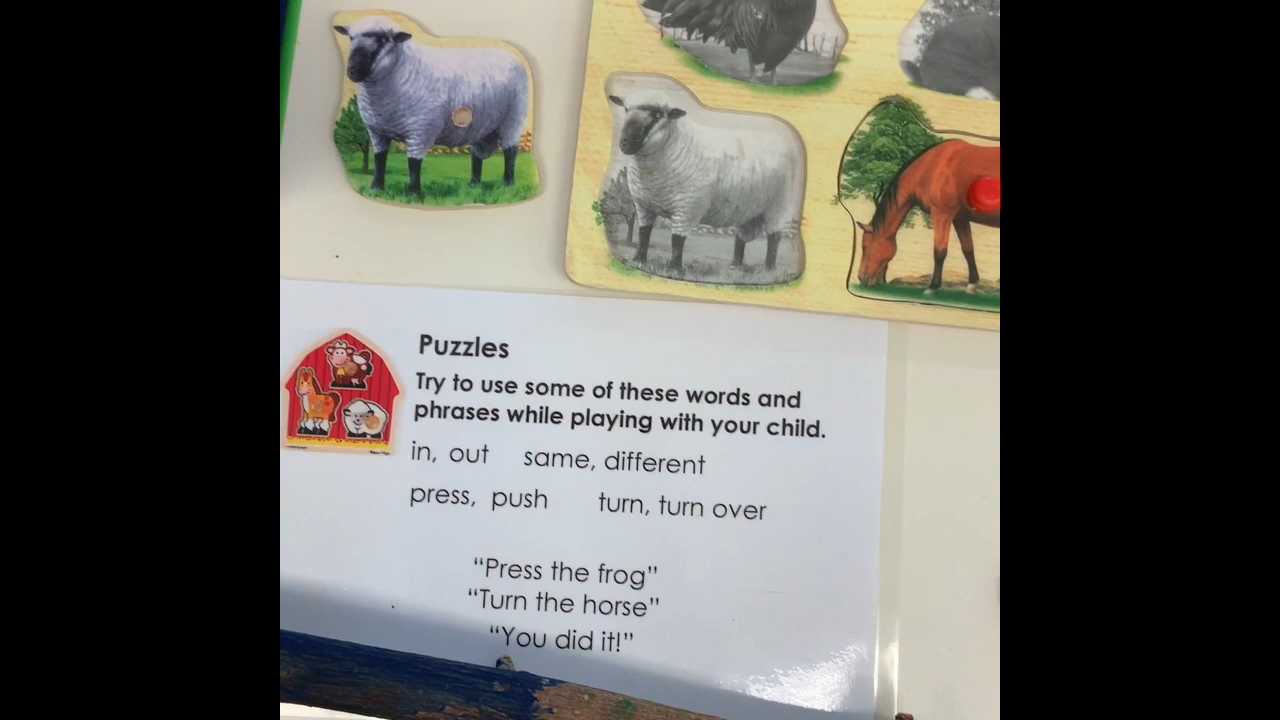 Puzzles
Try to use some of these words and
phrases while playing with your child.
in, out same, different
press, push turn, turn over
“Press the frog”
“Turn the horse”
“You did it!”